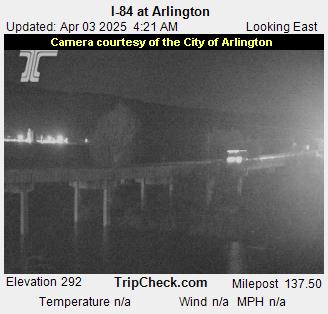 I-84 at Arlington
Updated: Apr 03 2025 4:21 AM Looking East
Camera courtesy of the City of Arlington
Elevation 292 TripCheck.com Milepost 137.50
Temperature n/a Wind n/a MPH n/a